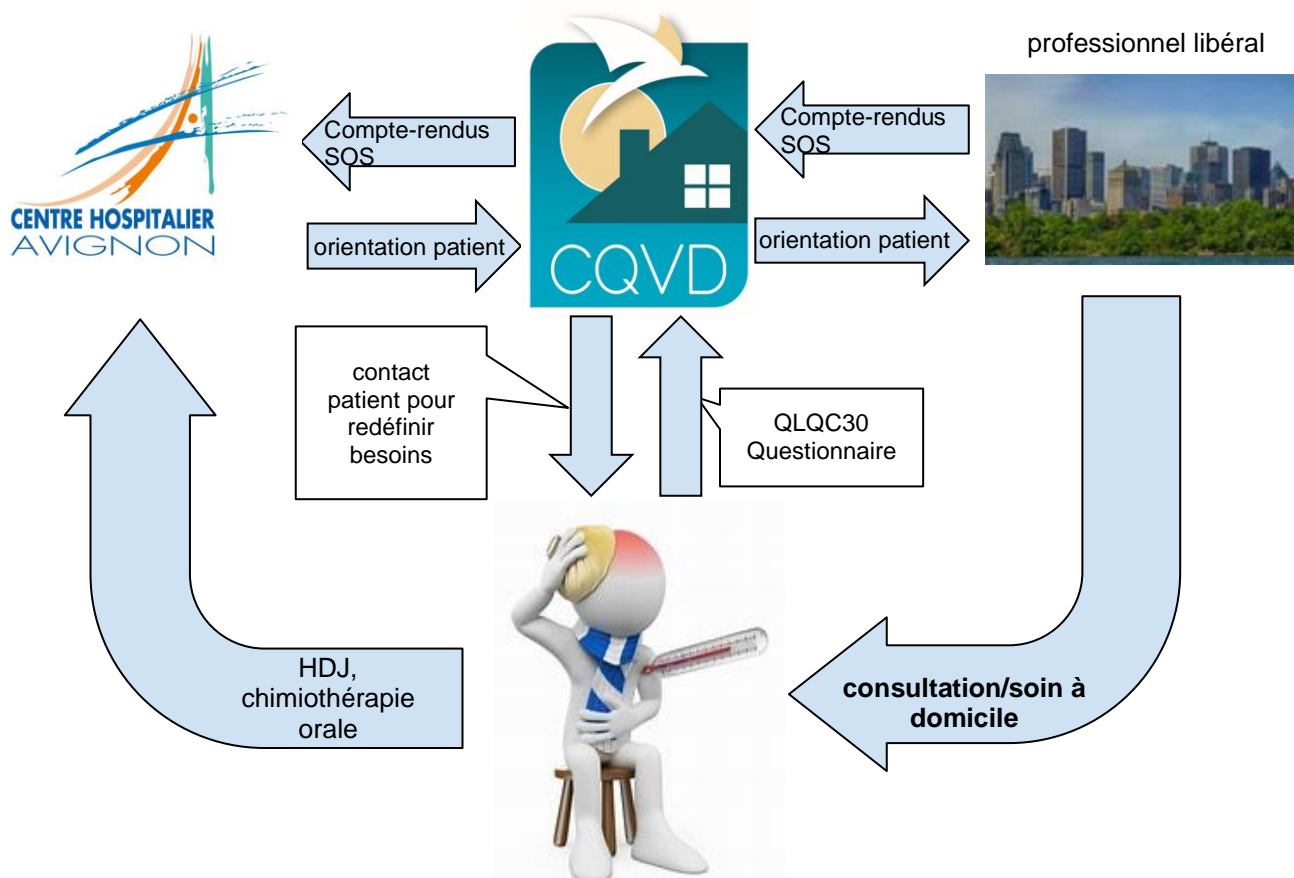 professionnel libéral
Compte-rendus
SOS
Compte-rendus
SOS
CENTRE HOSPITALIER
AVIGNON
orientation patient
CQVD
orientation patient
contact
patient pour
redéfinir
besoins
QLQC30
Questionnaire
HDJ,
chimiothérapie
orale
consultation/soin à
domicile